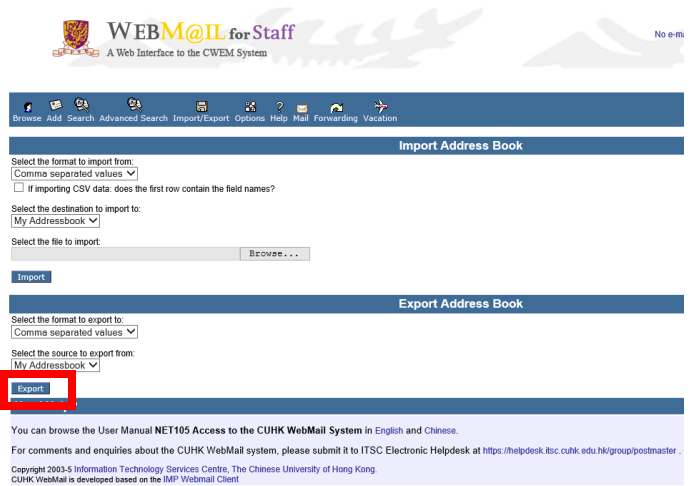 WEBM@IL for Staff
No e-ma
A Web Interface to the CWEM System
Browse Add Search Advanced Search Import/Export Options Help Mail Forwarding Vacation
Import Address Book
Select the format to import from:
Comma separated values
If importing CSV data: does the first row contain the field names?
Select the destination to import to:
My Addressbook
Select the file to import:
Browse...
Import
Export Address Book
Select the format to export to:
Comma separated values
Select the source to export from:
My Addressbook
Export
You can browse the User Manual NET105 Access to the CUHK WebMail System in English and Chinese.
For comments and enquiries about the CUHK WebMail system, please submit it to ITSC Electronic Helpdesk at https://helpdesk.itsc.cuhk.edu.hk/group/postmaster .
Copyright 2003-5 Information Technology Services Centre, The Chinese University of Hong Kong.
CUHK WebMail is developed based on the IMP Webmail Client